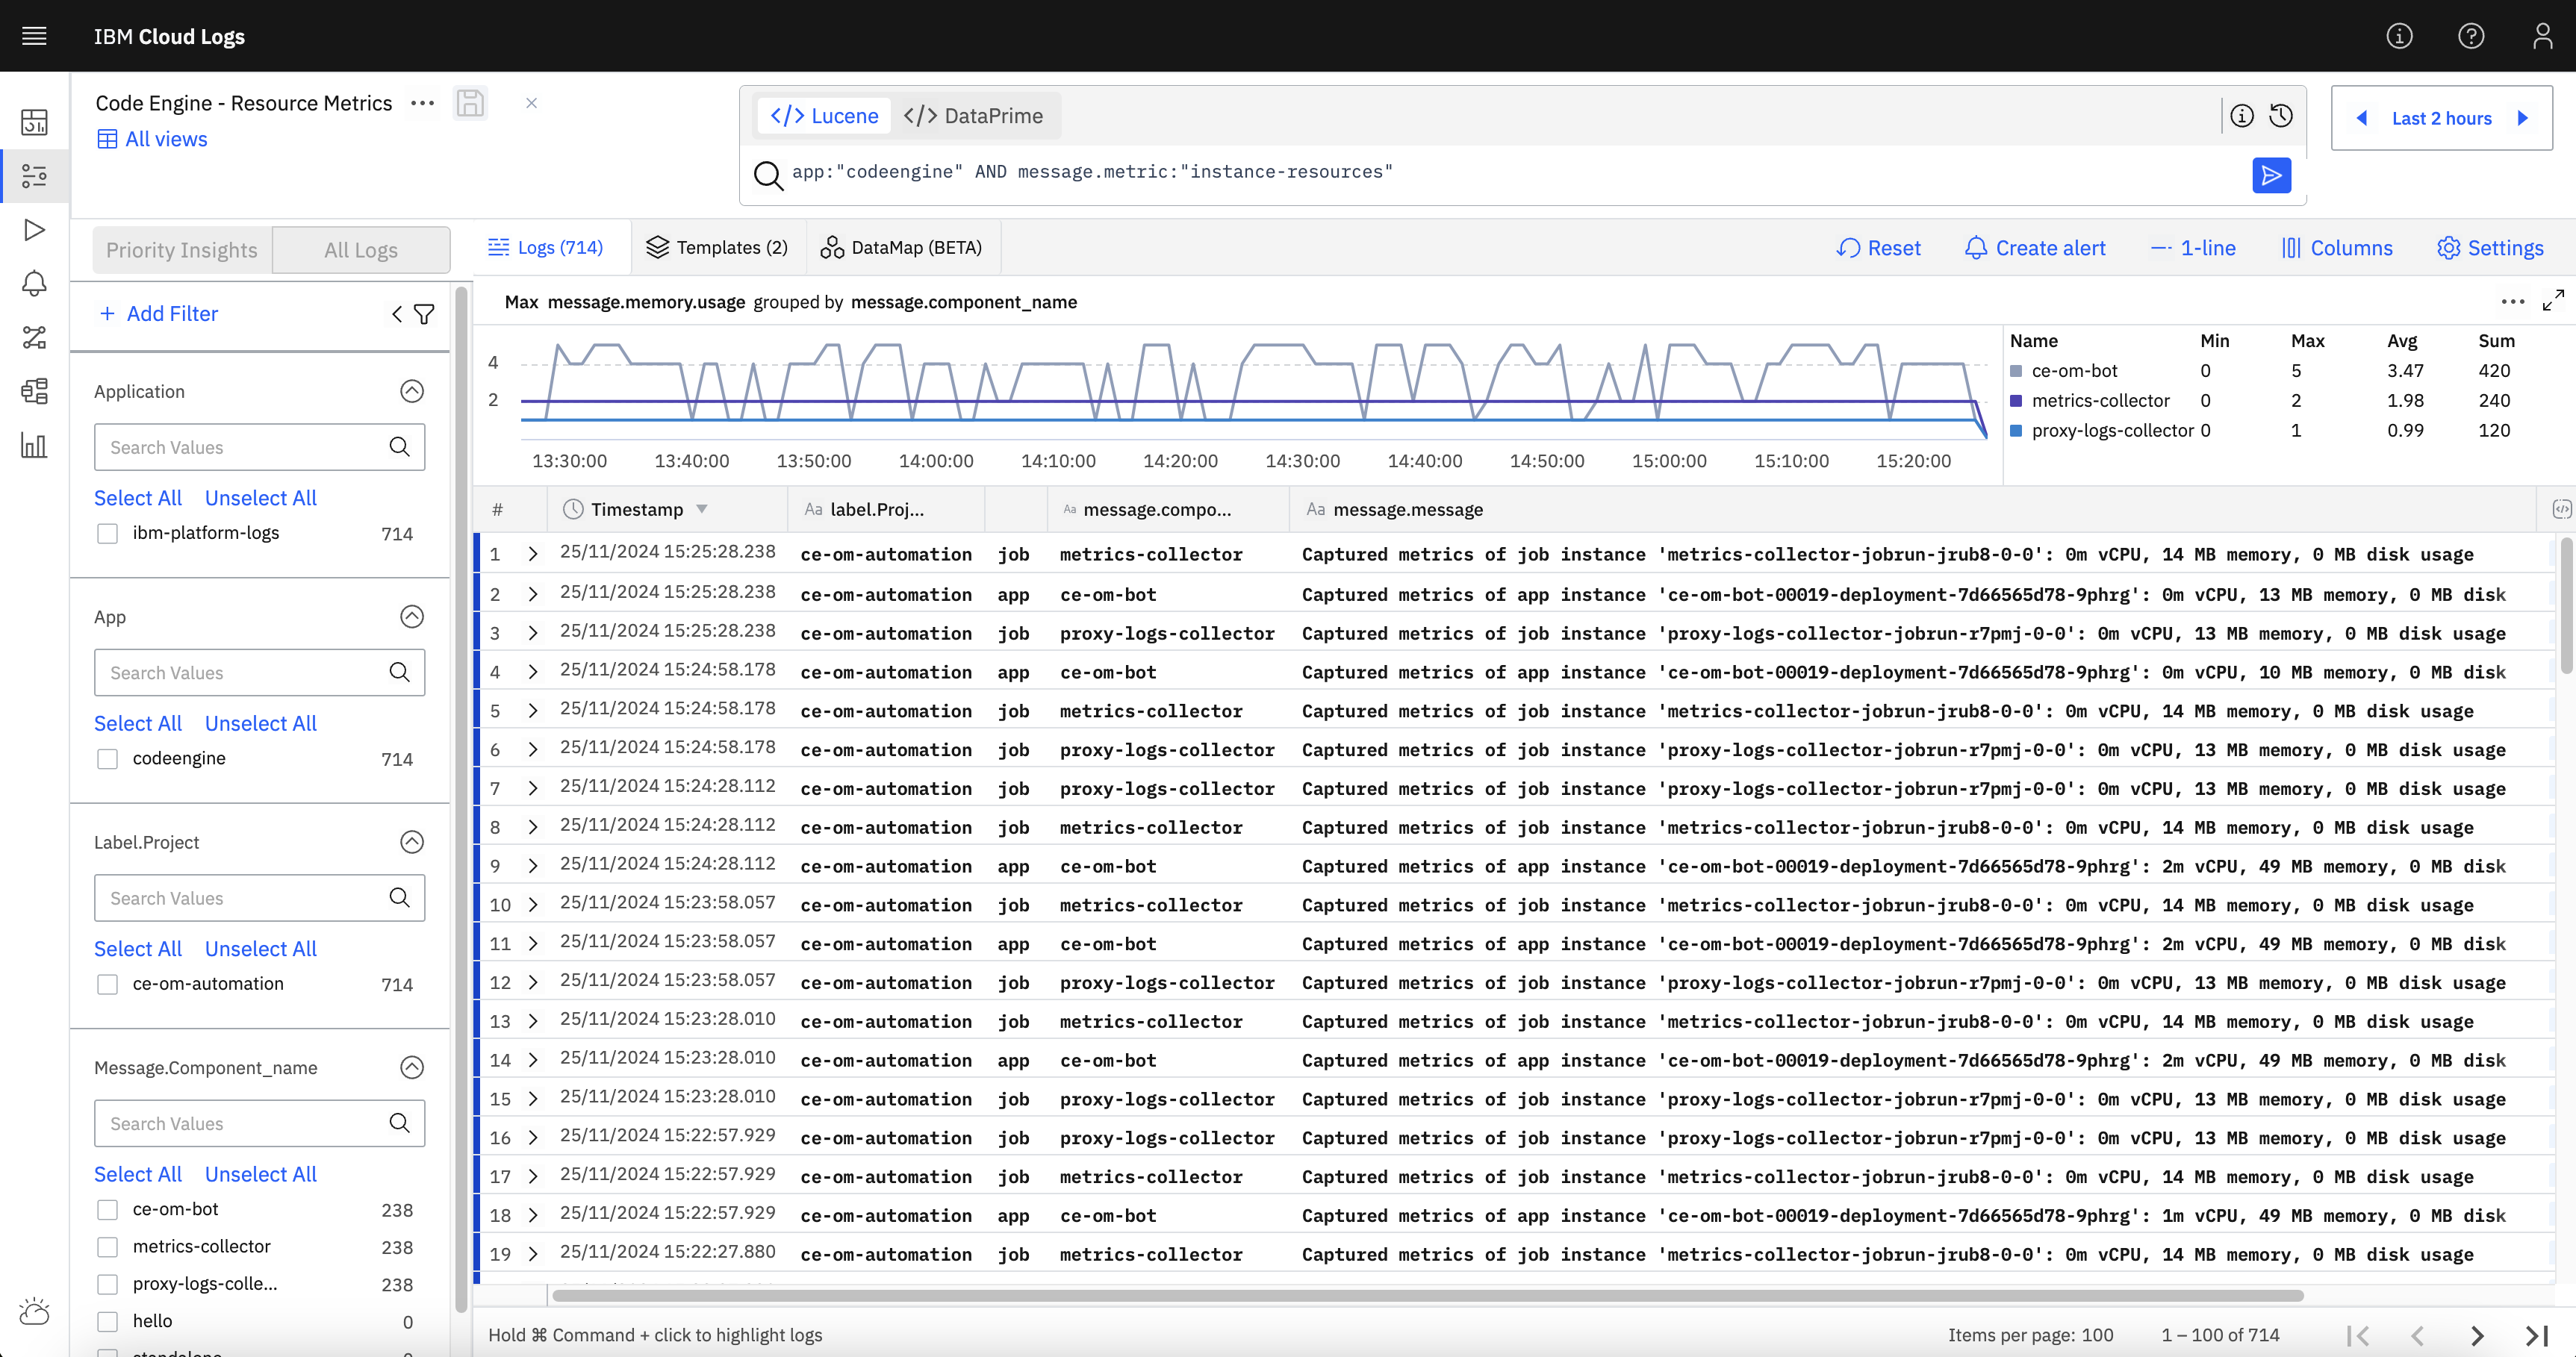 IBM Cloud Logs
Code Engine - Resource Metrics
All views
Lucene DataPrime
app:"codeengine" AND message.metric:"instance-resources"
Last 2 hours
Priority Insights All Logs
Logs (714) Templates (2) DataMap (BETA)
Reset Create alert 1-line Columns Settings
+ Add Filter
Application
Search Values
Select All Unselect All
ibm-platform-logs 714
App
Search Values
Select All Unselect All
codeengine 714
Label.Project
Search Values
Select All Unselect All
ce-om-automation 714
Message.Component_name
Search Values
Select All Unselect All
ce-om-bot 238
metrics-collector 238
proxy-logs-colle... 238
hello 0
Max message.memory.usage grouped by message.component_name
4
2
13:30:00 13:40:00 13:50:00 14:00:00 14:10:00 14:20:00 14:30:00 14:40:00 14:50:00 15:00:00 15:10:00 15:20:00
Name Min Max Avg Sum
ce-om-bot 0 5 3.47 420
metrics-collector 0 2 1.98 240
proxy-logs-collector 0 1 0.99 120
# Timestamp Aa label.Proj... Aa message.compo... Aa message.message
1 25/11/2024 15:25:28.238 ce-om-automation job metrics-collector Captured metrics of job instance 'metrics-collector-jobrun-jrub8-0-0': 0m vCPU, 14 MB memory, 0 MB disk usage
2 25/11/2024 15:25:28.238 ce-om-automation app ce-om-bot Captured metrics of app instance 'ce-om-bot-00019-deployment-7d66565d78-9phrg': 0m vCPU, 13 MB memory, 0 MB disk
3 25/11/2024 15:25:28.238 ce-om-automation job proxy-logs-collector Captured metrics of job instance 'proxy-logs-collector-jobrun-r7pmj-0-0': 0m vCPU, 13 MB memory, 0 MB disk usage
4 25/11/2024 15:24:58.178 ce-om-automation app ce-om-bot Captured metrics of app instance 'ce-om-bot-00019-deployment-7d66565d78-9phrg': 0m vCPU, 10 MB memory, 0 MB disk
5 25/11/2024 15:24:58.178 ce-om-automation job metrics-collector Captured metrics of job instance 'metrics-collector-jobrun-jrub8-0-0': 0m vCPU, 14 MB memory, 0 MB disk usage
6 25/11/2024 15:24:58.178 ce-om-automation job proxy-logs-collector Captured metrics of job instance 'proxy-logs-collector-jobrun-r7pmj-0-0': 0m vCPU, 13 MB memory, 0 MB disk usage
7 25/11/2024 15:24:28.112 ce-om-automation job proxy-logs-collector Captured metrics of job instance 'proxy-logs-collector-jobrun-r7pmj-0-0': 0m vCPU, 13 MB memory, 0 MB disk usage
8 25/11/2024 15:24:28.112 ce-om-automation job metrics-collector Captured metrics of job instance 'metrics-collector-jobrun-jrub8-0-0': 0m vCPU, 14 MB memory, 0 MB disk usage
9 25/11/2024 15:24:28.112 ce-om-automation app ce-om-bot Captured metrics of app instance 'ce-om-bot-00019-deployment-7d66565d78-9phrg': 2m vCPU, 49 MB memory, 0 MB disk
10 25/11/2024 15:23:58.057 ce-om-automation job metrics-collector Captured metrics of job instance 'metrics-collector-jobrun-jrub8-0-0': 0m vCPU, 14 MB memory, 0 MB disk usage
11 25/11/2024 15:23:58.057 ce-om-automation app ce-om-bot Captured metrics of app instance 'ce-om-bot-00019-deployment-7d66565d78-9phrg': 2m vCPU, 49 MB memory, 0 MB disk
12 25/11/2024 15:23:58.057 ce-om-automation job proxy-logs-collector Captured metrics of job instance 'proxy-logs-collector-jobrun-r7pmj-0-0': 0m vCPU, 13 MB memory, 0 MB disk usage
13 25/11/2024 15:23:28.010 ce-om-automation job metrics-collector Captured metrics of job instance 'metrics-collector-jobrun-jrub8-0-0': 0m vCPU, 14 MB memory, 0 MB disk usage
14 25/11/2024 15:23:28.010 ce-om-automation app ce-om-bot Captured metrics of app instance 'ce-om-bot-00019-deployment-7d66565d78-9phrg': 2m vCPU, 49 MB memory, 0 MB disk
15 25/11/2024 15:23:28.010 ce-om-automation job proxy-logs-collector Captured metrics of job instance 'proxy-logs-collector-jobrun-r7pmj-0-0': 0m vCPU, 13 MB memory, 0 MB disk usage
16 25/11/2024 15:22:57.929 ce-om-automation job proxy-logs-collector Captured metrics of job instance 'proxy-logs-collector-jobrun-r7pmj-0-0': 0m vCPU, 13 MB memory, 0 MB disk usage
17 25/11/2024 15:22:57.929 ce-om-automation job metrics-collector Captured metrics of job instance 'metrics-collector-jobrun-jrub8-0-0': 0m vCPU, 14 MB memory, 0 MB disk usage
18 25/11/2024 15:22:57.929 ce-om-automation app ce-om-bot Captured metrics of app instance 'ce-om-bot-00019-deployment-7d66565d78-9phrg': 1m vCPU, 49 MB memory, 0 MB disk
19 25/11/2024 15:22:27.880 ce-om-automation job metrics-collector Captured metrics of job instance 'metrics-collector-jobrun-jrub8-0-0': 0m vCPU, 14 MB memory, 0 MB disk usage
Hold ⌘ Command + click to highlight logs
Items per page: 100 1 – 100 of 714